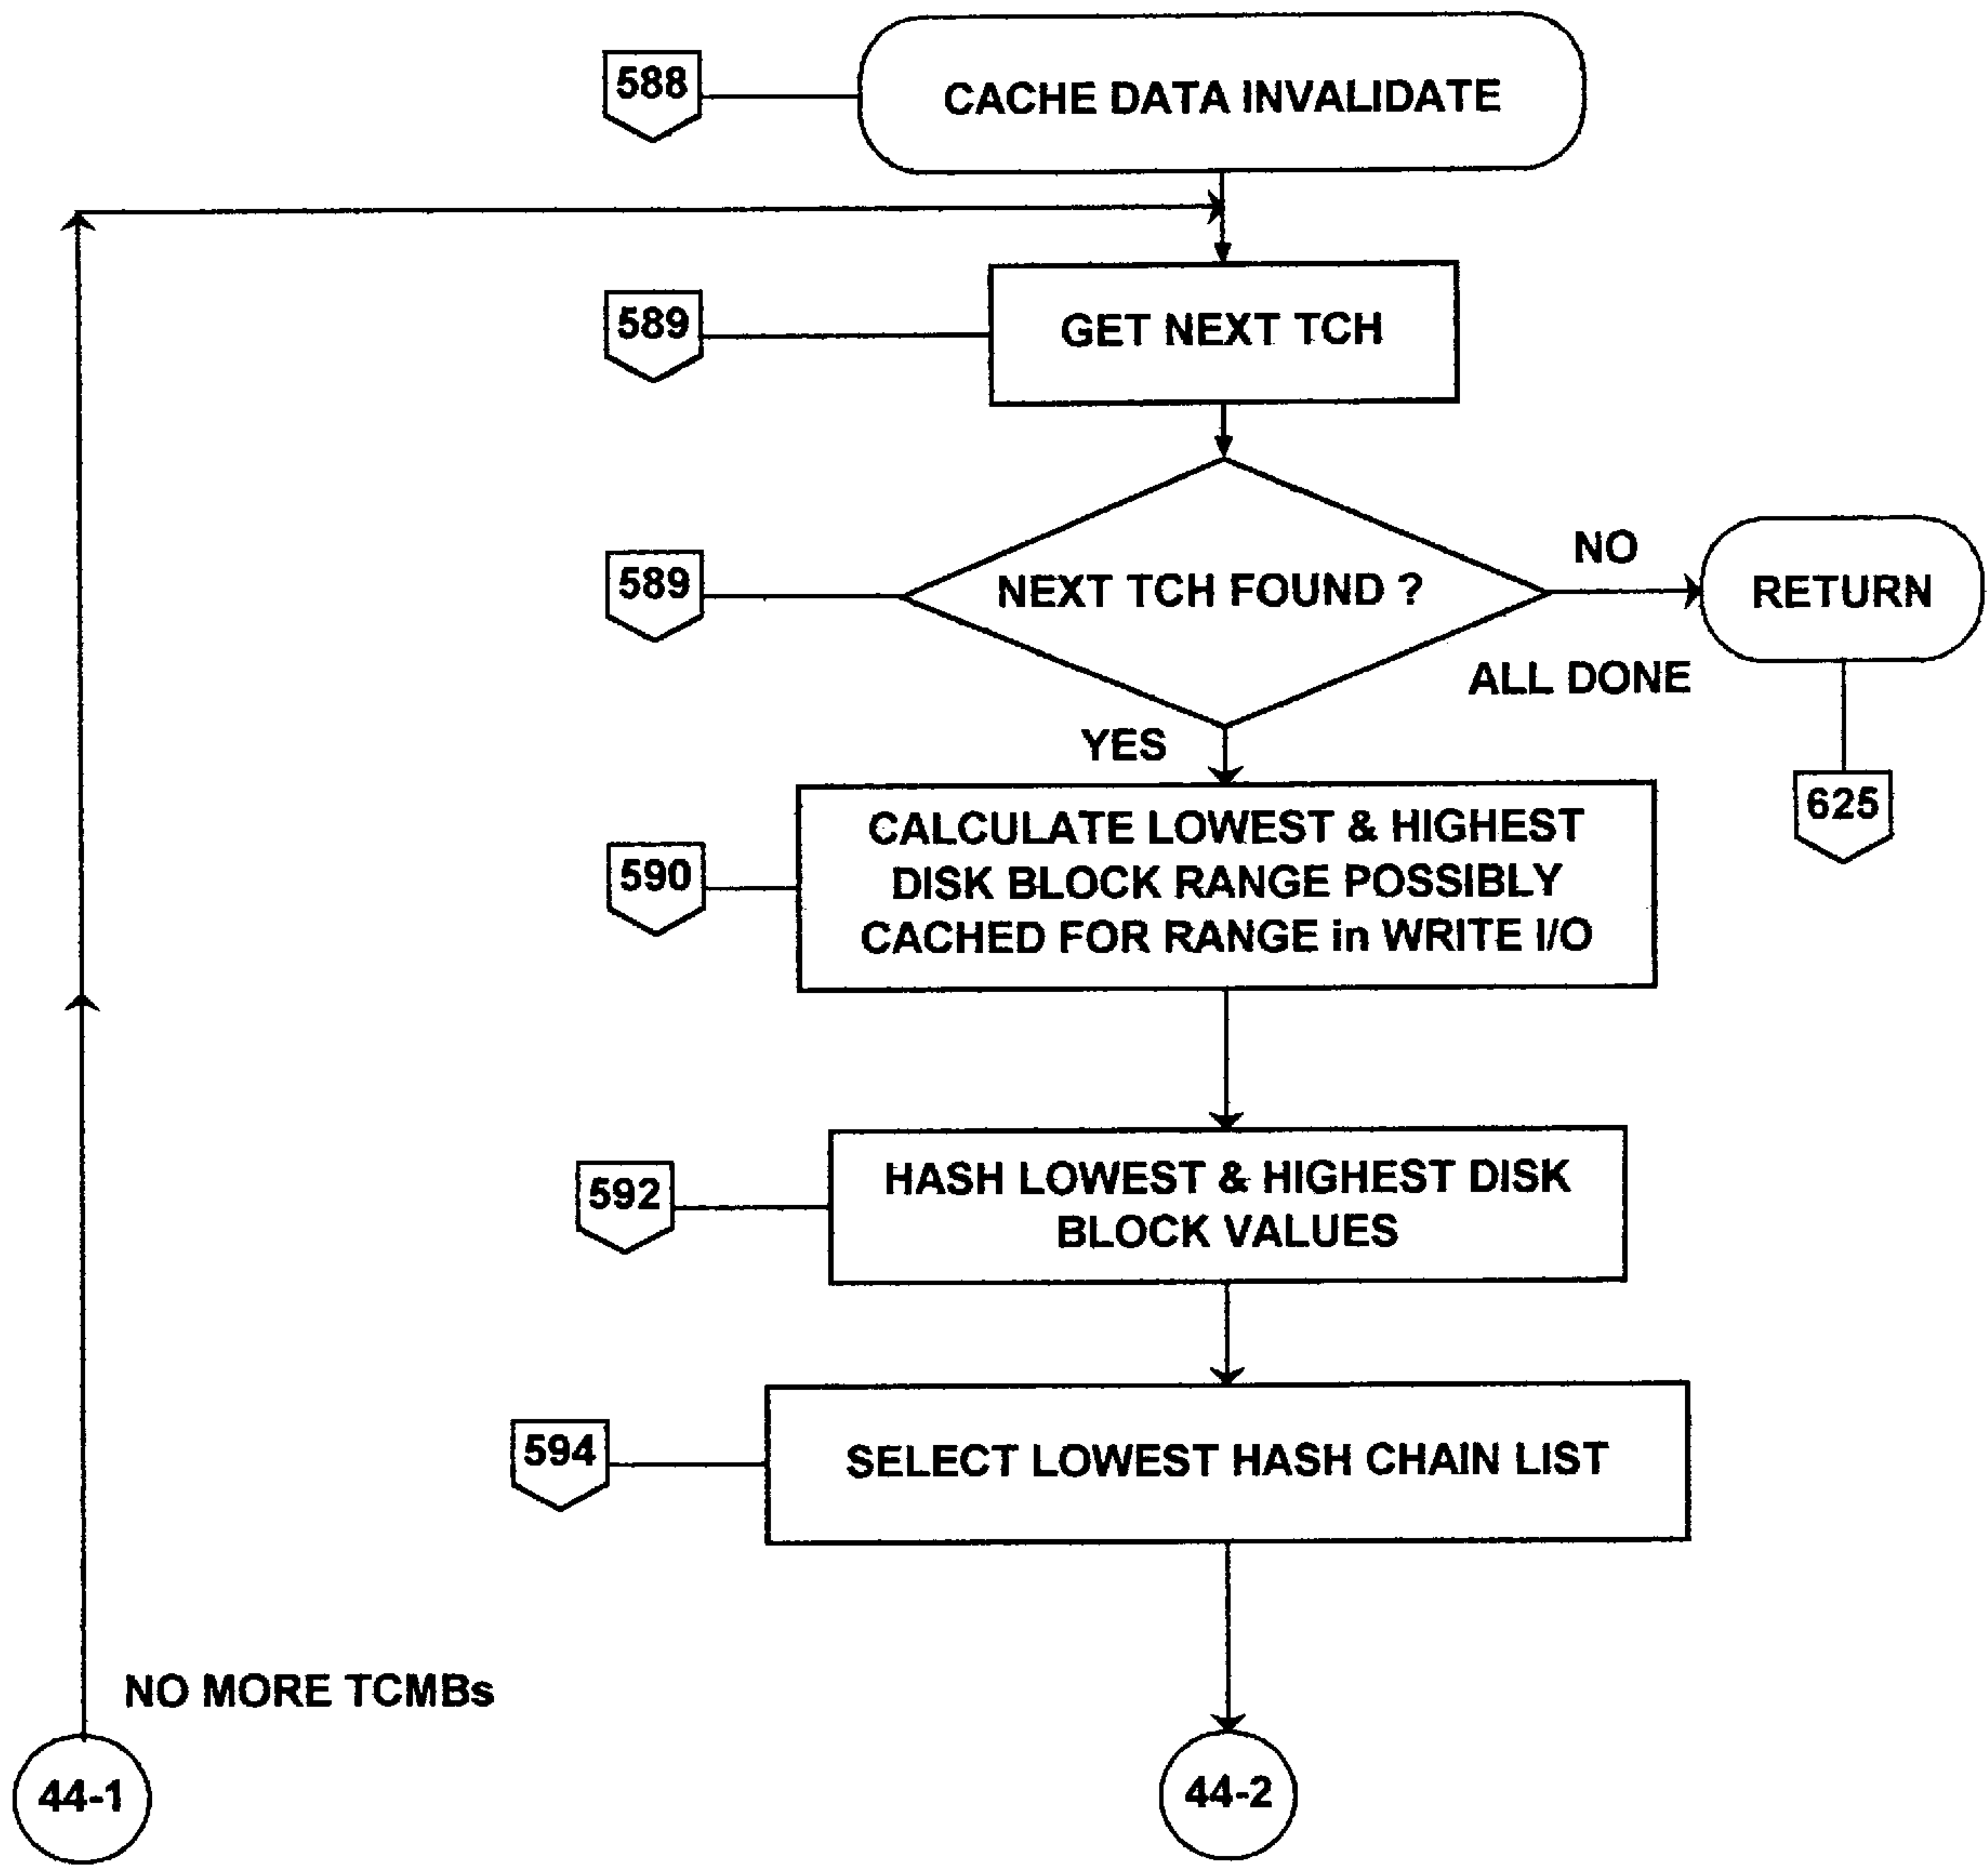 588
CACHE DATA INVALIDATE
589
GET NEXT TCH
589
NEXT TCH FOUND ?
NO
RETURN
ALL DONE
YES
625
590
CALCULATE LOWEST & HIGHEST
DISK BLOCK RANGE POSSIBLY
CACHED FOR RANGE in WRITE I/O
592
HASH LOWEST & HIGHEST DISK
BLOCK VALUES
594
SELECT LOWEST HASH CHAIN LIST
NO MORE TCMBs
44-1
44-2